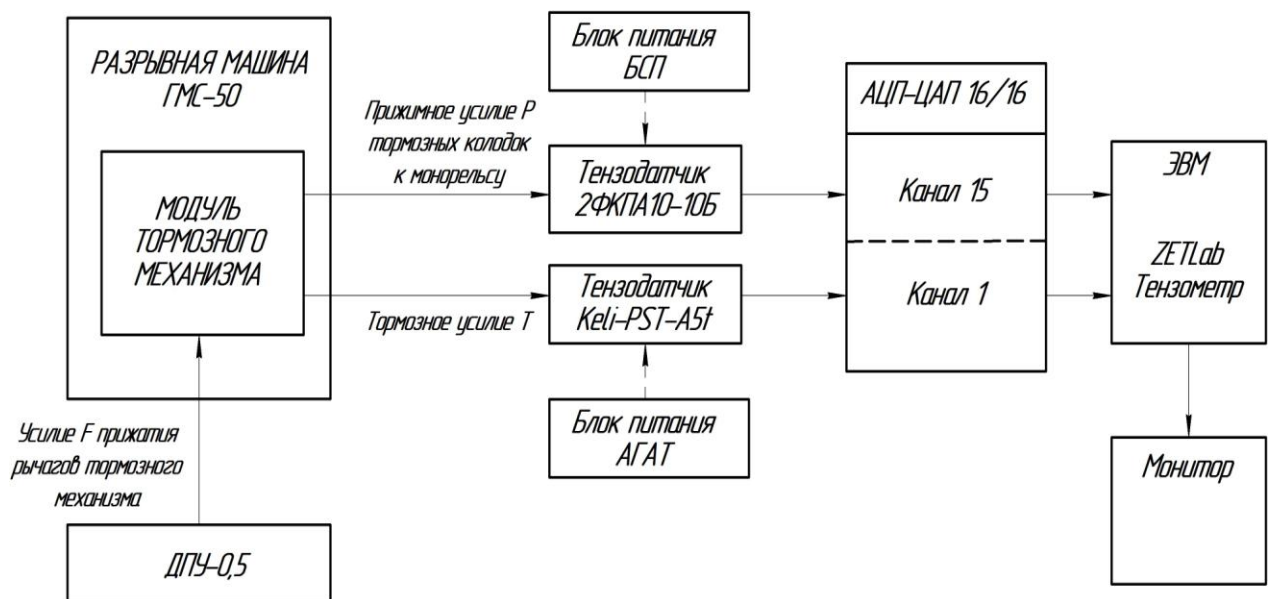 РАЗРЫВНАЯ МАШИНА
ГМС-50
МОДУЛЬ
ТОРМОЗНОГО
МЕХАНИЗМА
Усилие F прижатия
рычагов тормозного
механизма
ДПУ-0,5
Прижимное усилие P
тормозных колодок
к монорельсу
Тормозное усилие T
Блок питания
БСП
Тензодатчик
2ФКПА10-10Б
Тензодатчик
Keli-PST-A5t
Блок питания
АГАТ
АЦП-ЦАП 16/16
Канал 15
Канал 1
ЭВМ
ZETLab
Тензометр
Монитор